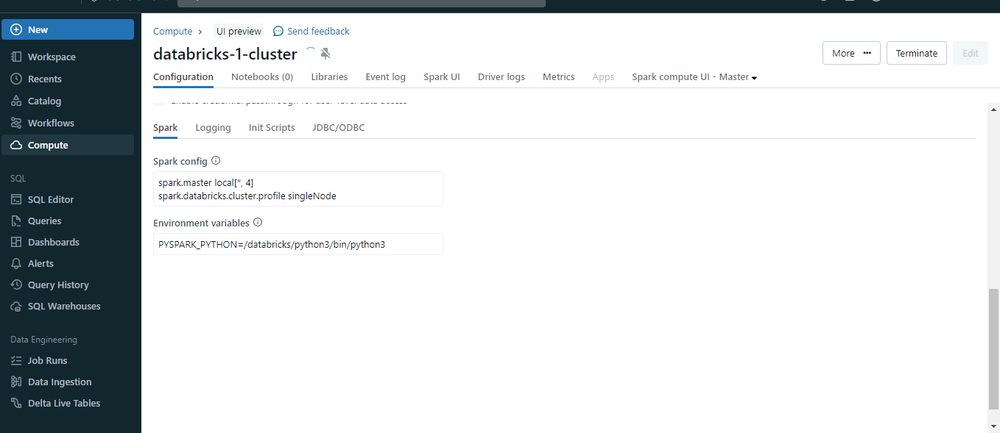 New
Workspace
Recents
Catalog
Workflows
Compute
SQL
SQL Editor
Queries
Dashboards
Alerts
Query History
SQL Warehouses
Data Engineering
Job Runs
Data Ingestion
Delta Live Tables
Compute > UI preview Send feedback
databricks-1-cluster
More ... Terminate Edit
Configuration Notebooks (0) Libraries Event log Spark UI Driver logs Metrics Apps Spark compute UI - Master
Spark Logging Init Scripts JDBC/ODBC
Spark config
spark.master local[*, 4]
spark.databricks.cluster.profile singleNode
Environment variables
PYSPARK_PYTHON=/databricks/python3/bin/python3